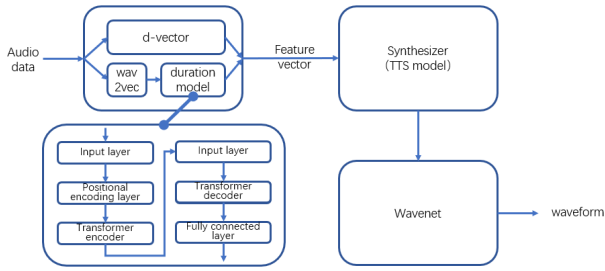 Audio
data
d-vector
wav
2vec
duration
model
Feature
vector
Synthesizer
（TTS model）
Input layer
Positional
encoding layer
Transformer
encoder
Input layer
Transformer
decoder
Fully connected
layer
Wavenet
waveform